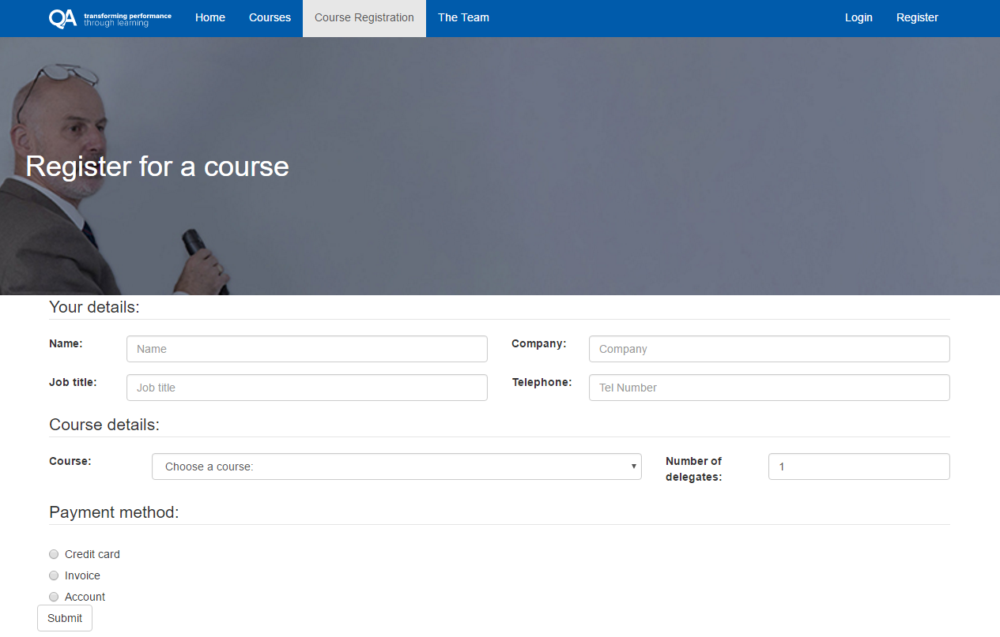 QA transforming performance through learning Home Courses Course Registration The Team Login Register
Register for a course
Your details:
Name: Name Company: Company
Job title: Job title Telephone: Tel Number
Course details:
Course: Choose a course: Number of delegates: 1
Payment method:
Credit card
Invoice
Account
Submit